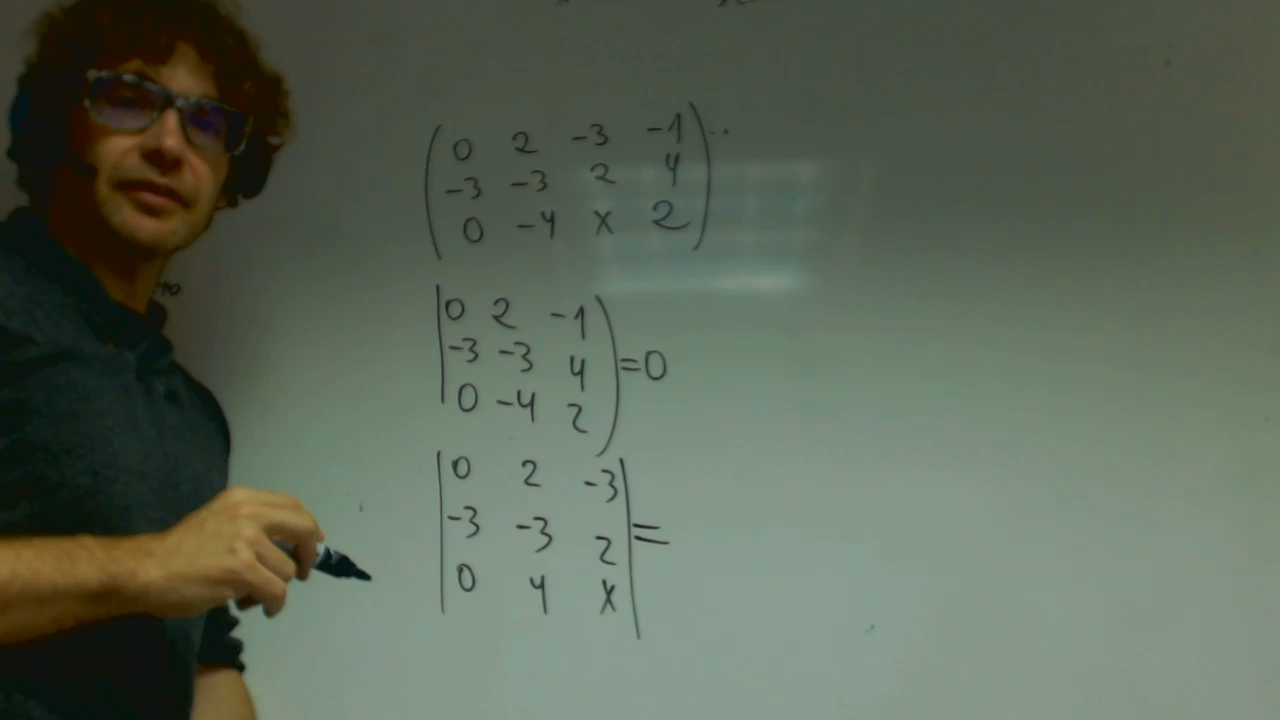 0 2 -3 -1
-3 -3 2 4
0 -4 x 2
0 2 -1
-3 -3 4 =0
0 -4 2
0 2 -3
-3 -3 2 =
0 4 x